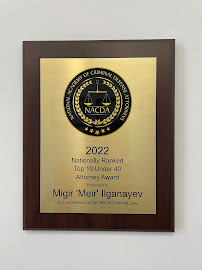 NATIONAL ACADEMY OF CRIMINAL DEFENSE ATTORNEYS
NACDA
2022
Nationally Ranked
Top 10 Under 40
Attorney Award
Presented to
Migir 'Meir' Ilganayev
For excellence in the field of Criminal Law